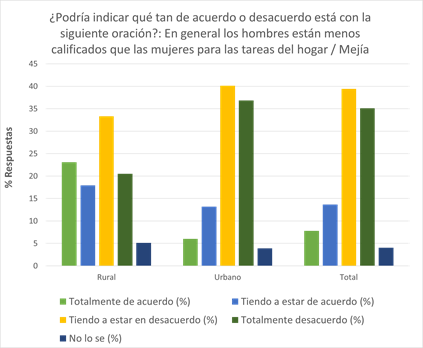 ¿Podría indicar qué tan de acuerdo o desacuerdo está con la
siguiente oración?: En general los hombres están menos
calificados que las mujeres para las tareas del hogar / Mejía
45
40
35
30
25
20
15
10
5
0
% Respuestas
Rural Urbano Total
Totalmente de acuerdo (%) Tiendo a estar de acuerdo (%)
Tiendo a estar en desacuerdo (%) Totalmente desacuerdo (%)
No lo se (%)